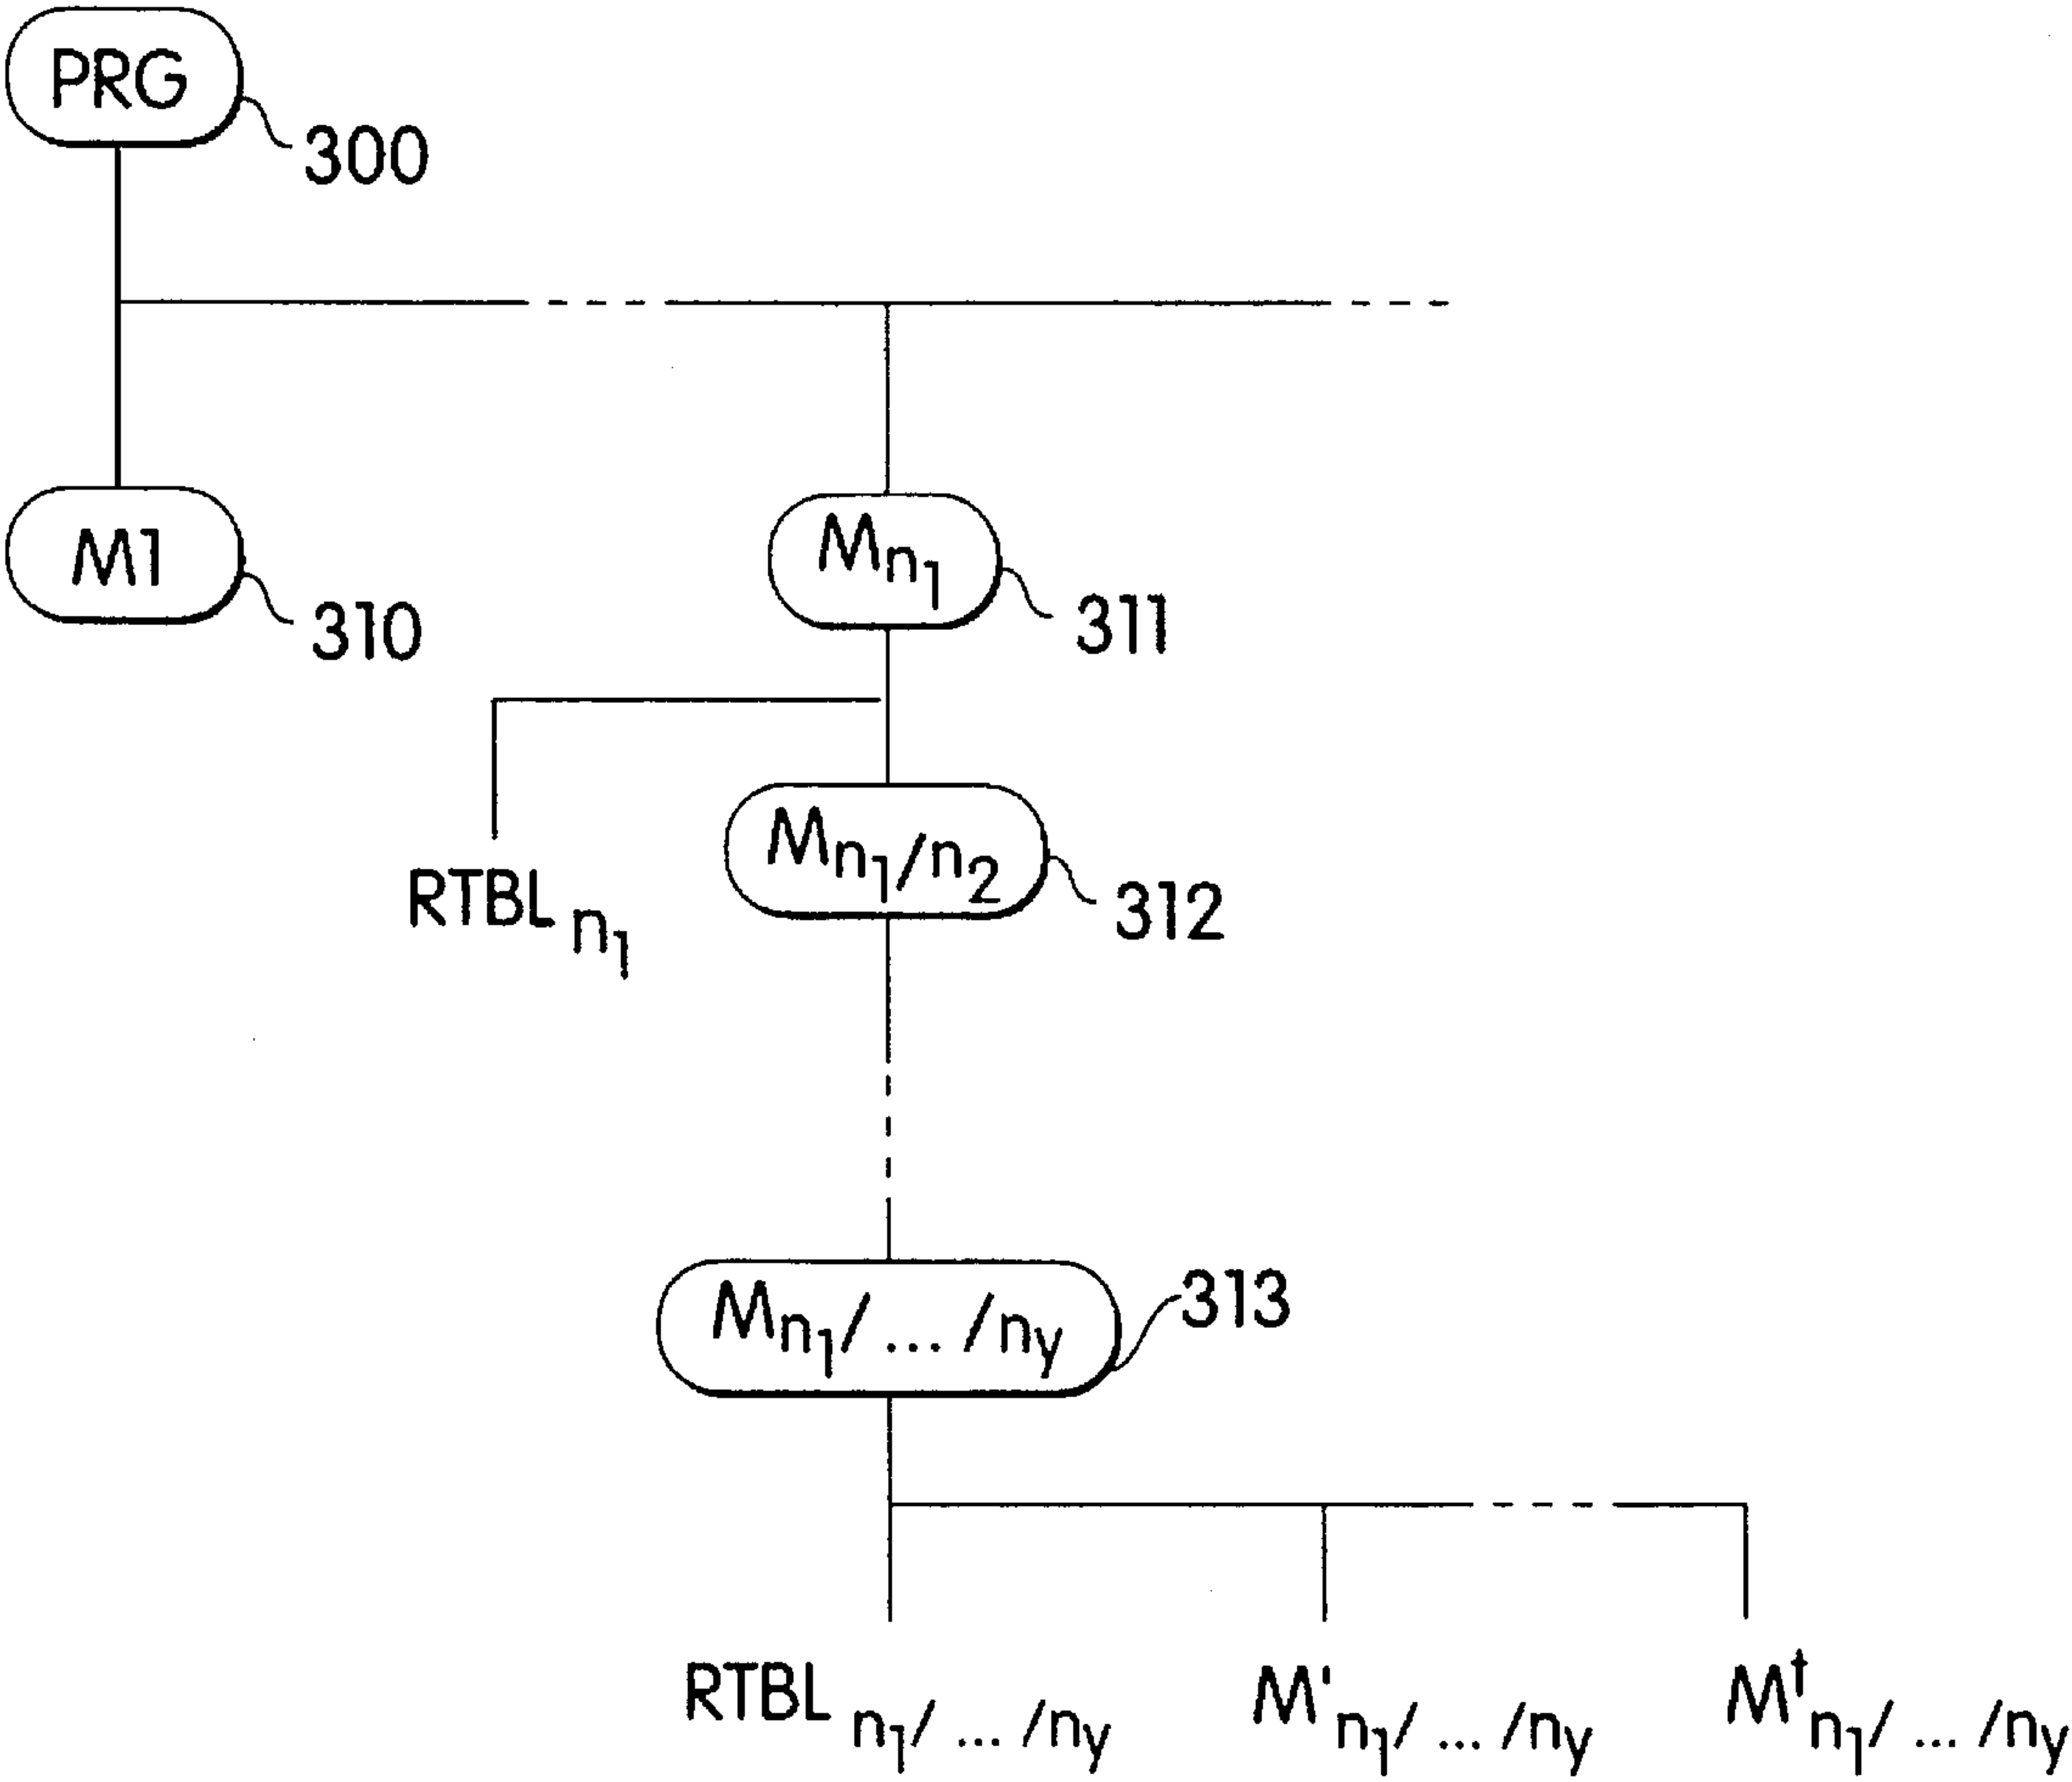 PRG
300
M1
310
Mn1
311
RTBL n1
Mn1/n2
312
Mn1/... /ny
313
RTBL n1/ ... /ny
M' n1/ ... /ny
M† n1/ ... /ny